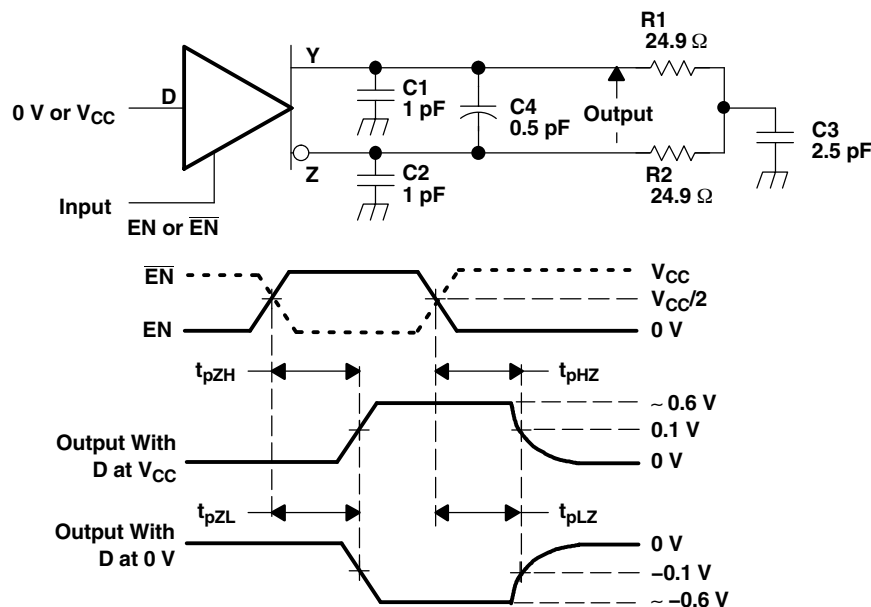 R1
24.9 Ω
Y
D
0 V or VCC
C1
1 pF
C4
0.5 pF
Output
C3
2.5 pF
Z
C2
1 pF
R2
24.9 Ω
Input
EN or E̅N̅
E̅N̅
VCC
VCC/2
EN
0 V
tpZH
tpHZ
~ 0.6 V
0.1 V
Output With
D at VCC
0 V
tpZL
tpLZ
Output With
D at 0 V
0 V
−0.1 V
~ −0.6 V